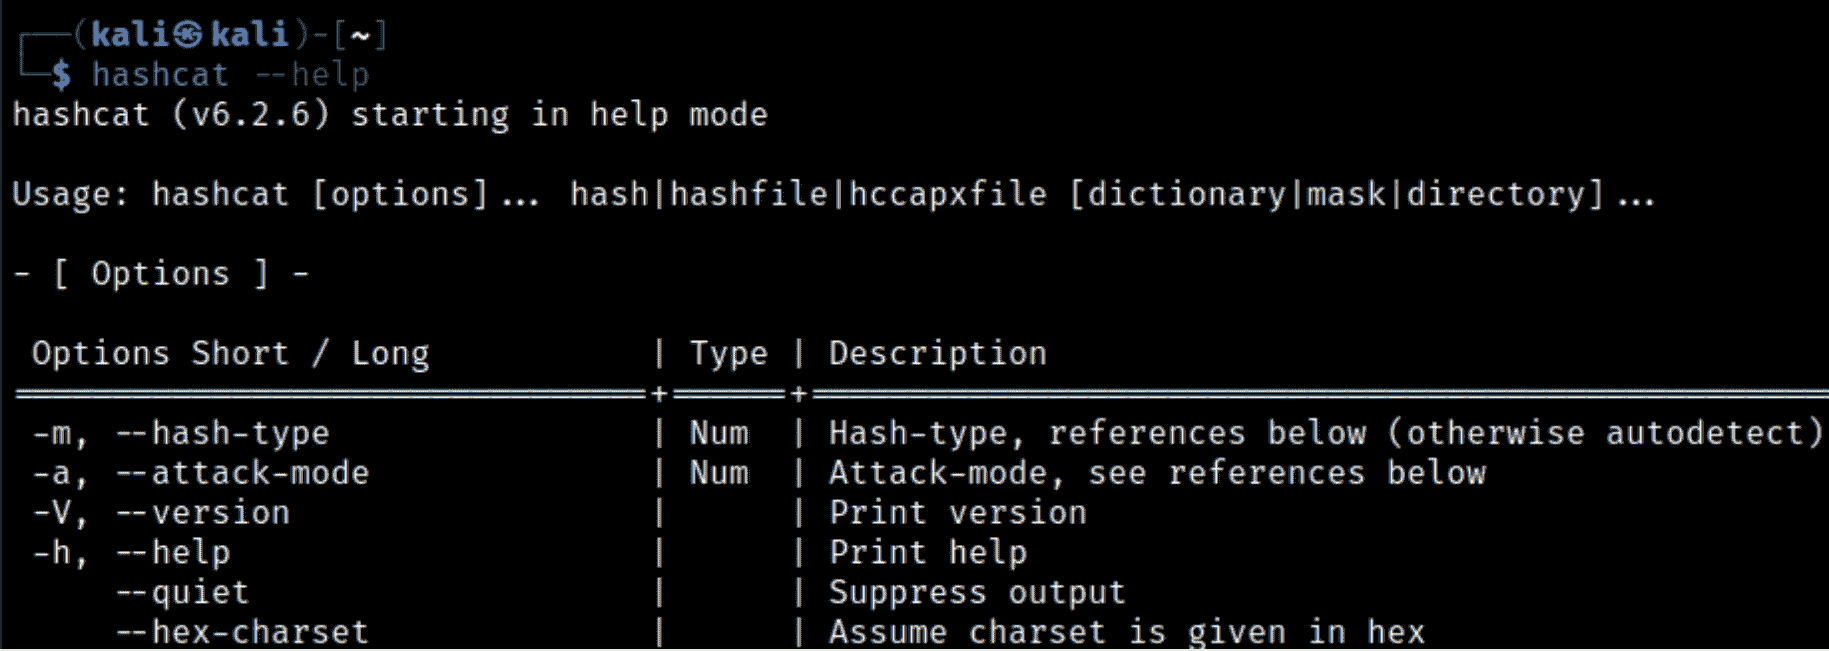 ┌──(kali㉿kali)-[~]
└─$ hashcat --help
hashcat (v6.2.6) starting in help mode
Usage: hashcat [options]... hash|hashfile|hccapxfile [dictionary|mask|directory]...
- [ Options ] -
Options Short / Long | Type | Description
================================+======+====================================================
-m, --hash-type | Num | Hash-type, references below (otherwise autodetect)
-a, --attack-mode | Num | Attack-mode, see references below
-V, --version | | Print version
-h, --help | | Print help
--quiet | | Suppress output
--hex-charset | | Assume charset is given in hex